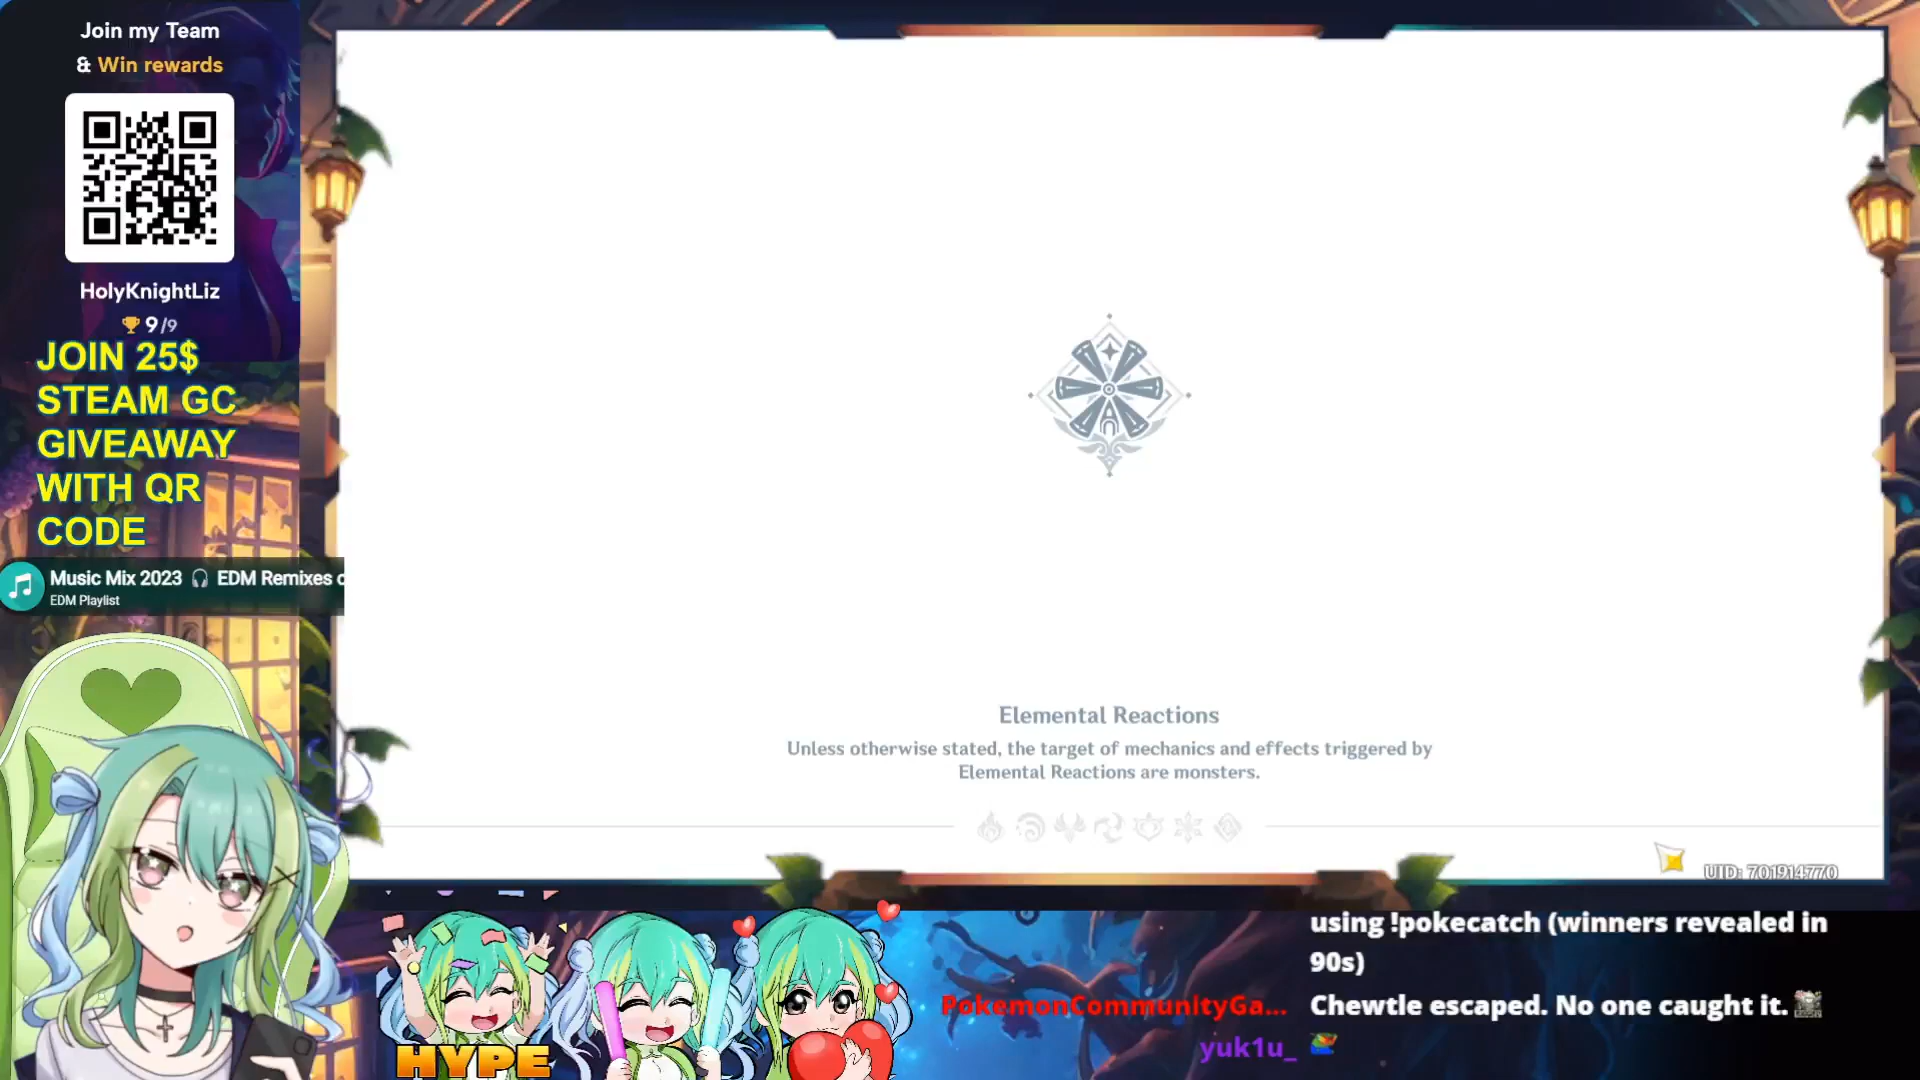 Join my Team
& Win rewards
HolyKnightLiz
9/9
JOIN 25$
STEAM GC
GIVEAWAY
WITH QR
CODE
Music Mix 2023 🎧 EDM Remixes o
EDM Playlist
Elemental Reactions
Unless otherwise stated, the target of mechanics and effects triggered by
Elemental Reactions are monsters.
UID: 701914770
HYPE
using !pokecatch (winners revealed in
90s)
PokemonCommunityGa... Chewtle escaped. No one caught it.
yuk1u_